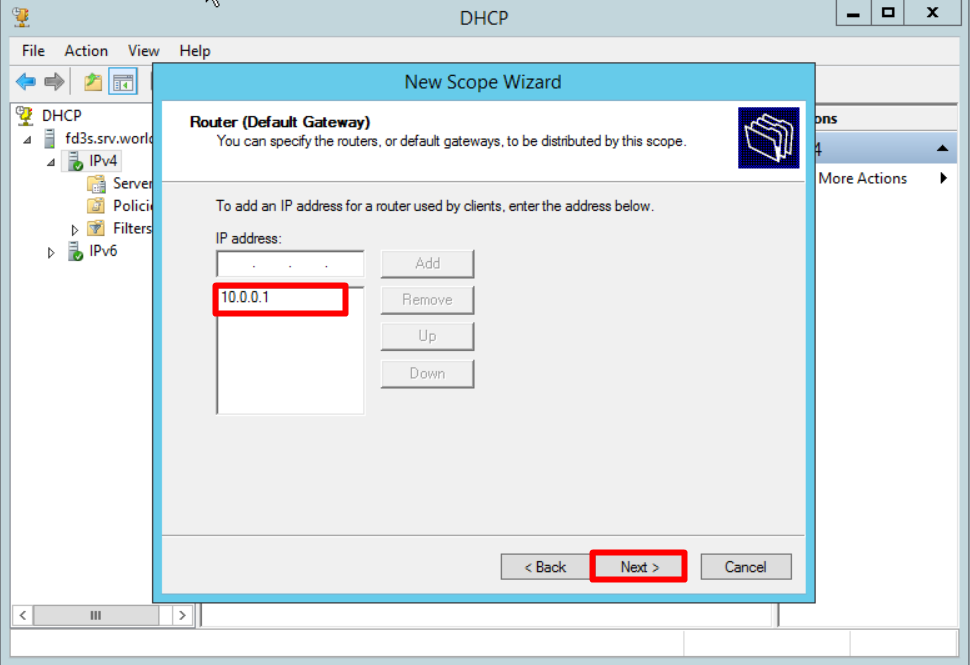 DHCP
File Action View Help
New Scope Wizard
DHCP
fd3s.srv.world
IPv4
Server
Policie
Filters
IPv6
Router (Default Gateway)
You can specify the routers, or default gateways, to be distributed by this scope.
To add an IP address for a router used by clients, enter the address below.
IP address:
. . .
Add
10.0.0.1
Remove
Up
Down
< Back Next > Cancel
ons
4
More Actions